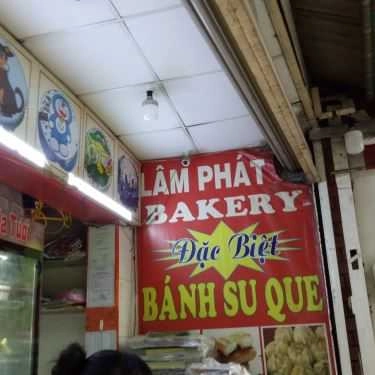 LÂM PHÁT
BAKERY
Đặc Biệt
BÁNH SU QUE